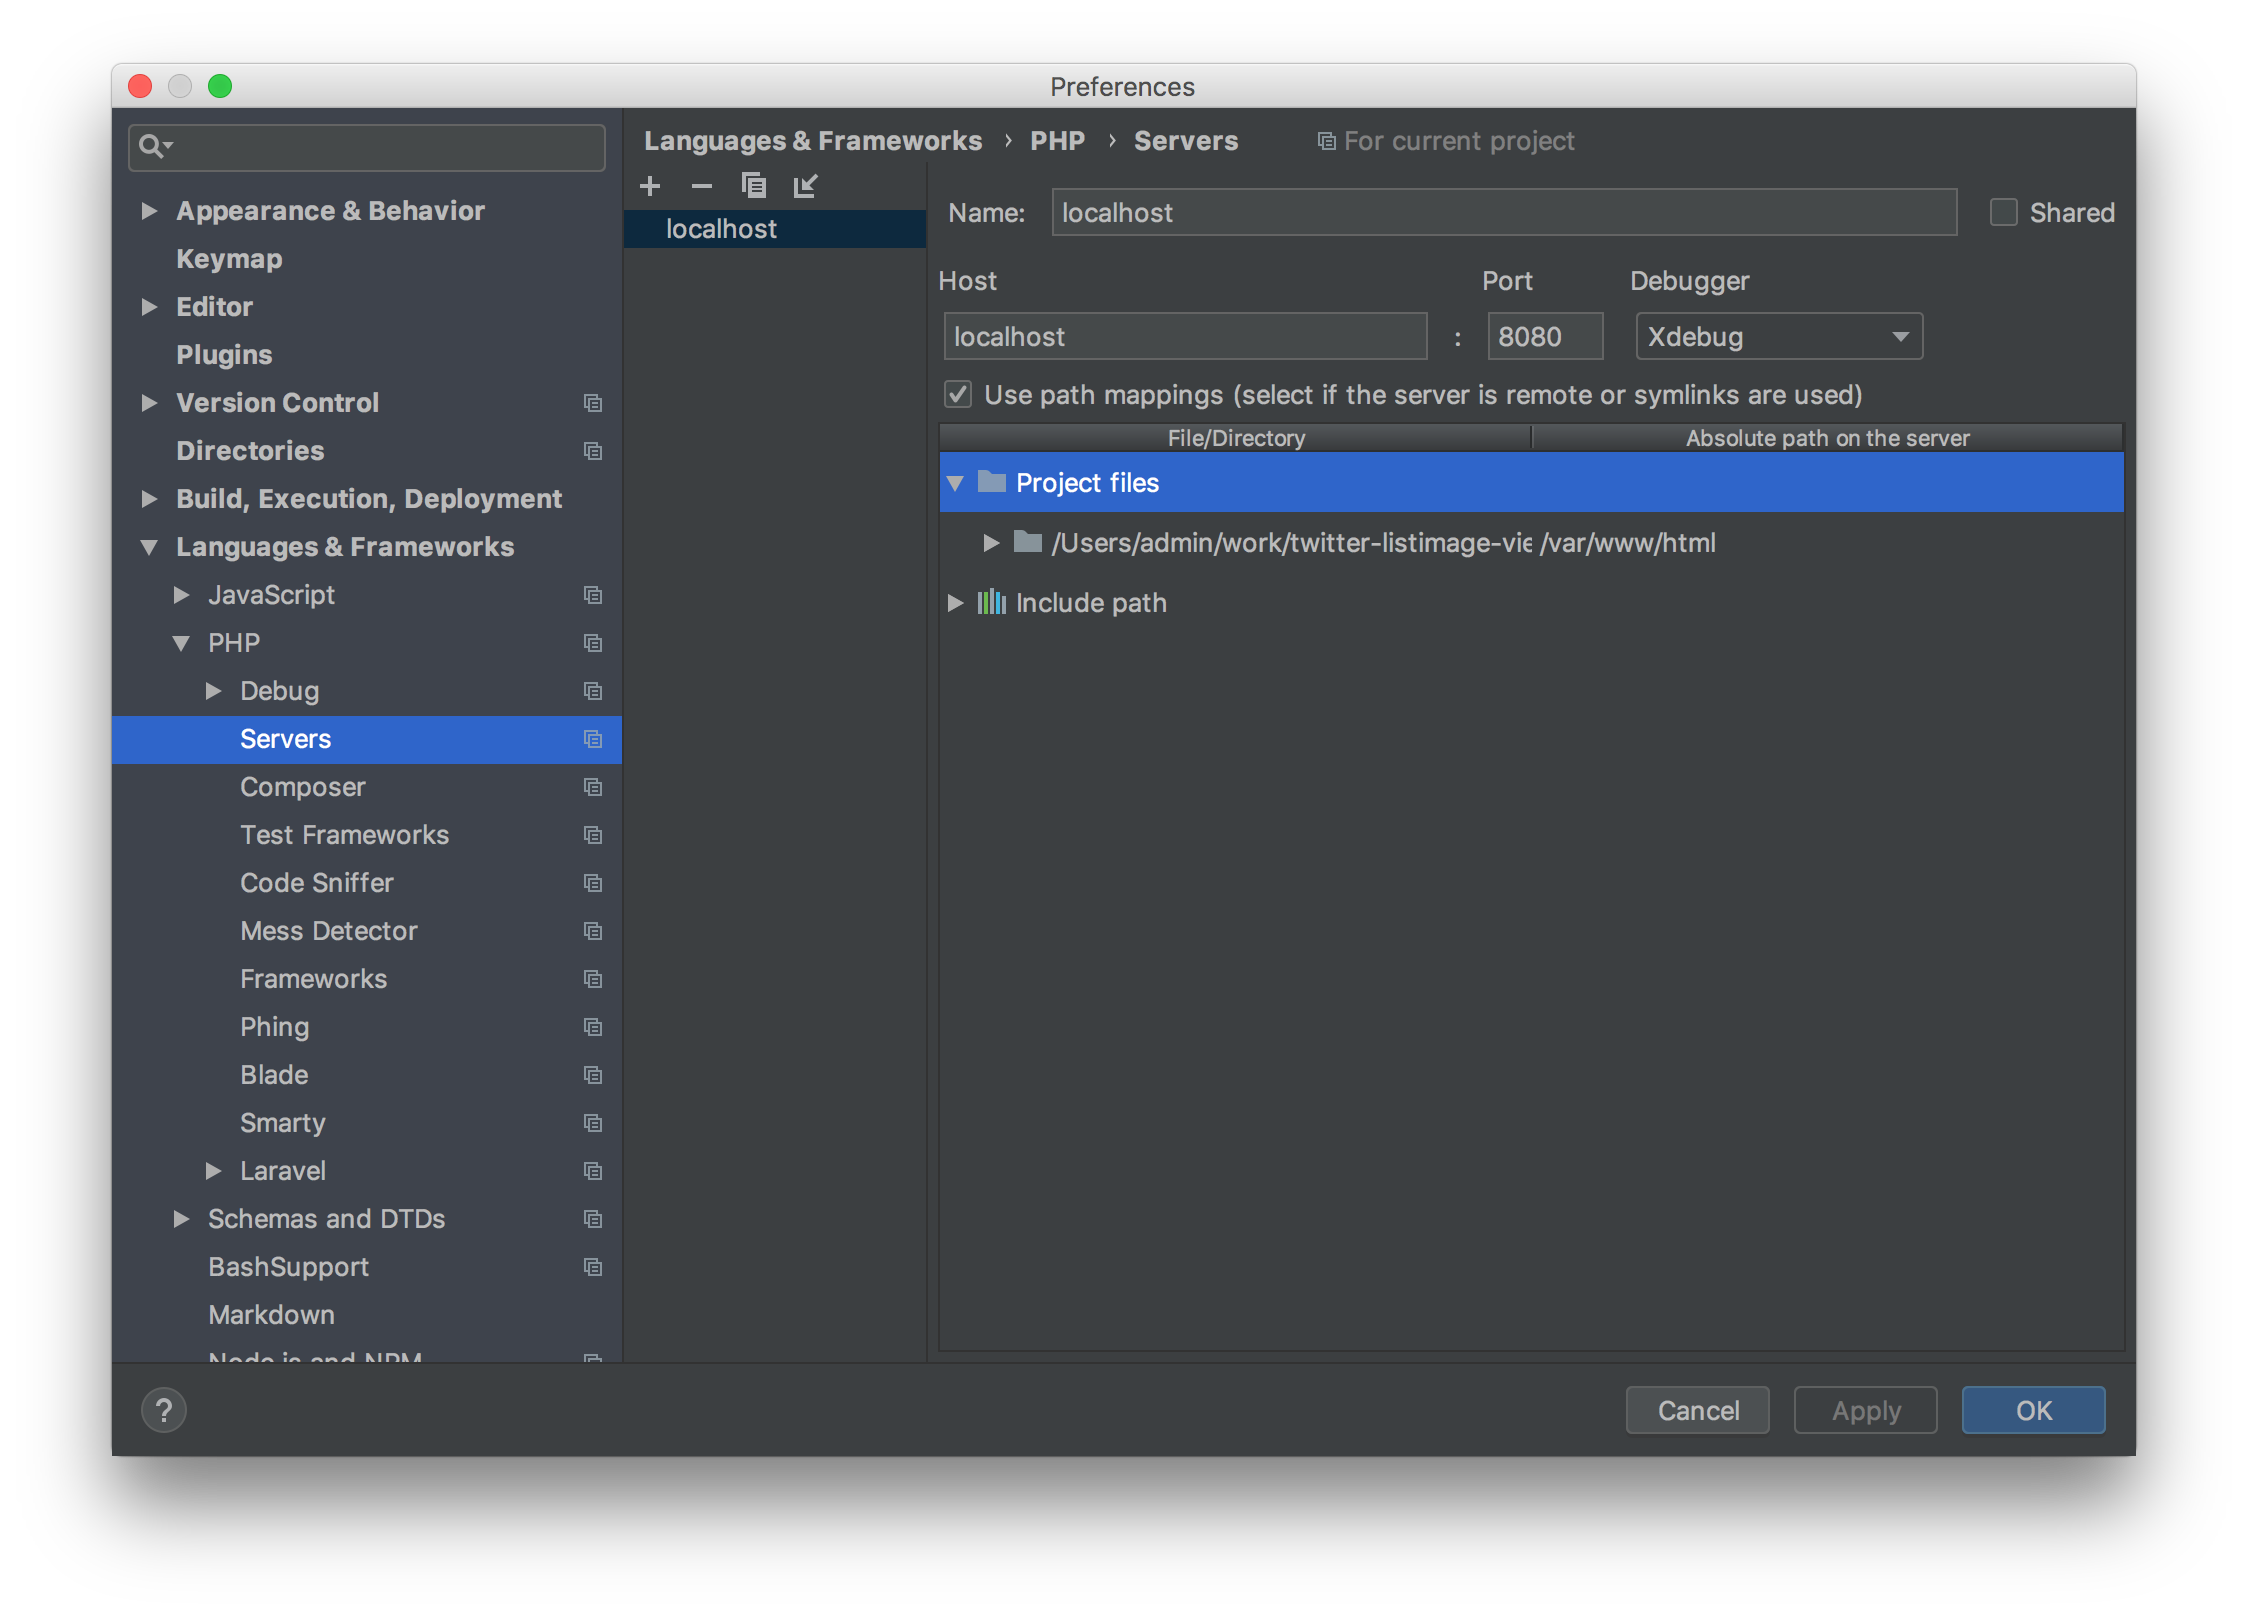 Preferences
Appearance & Behavior
Keymap
Editor
Plugins
Version Control
Directories
Build, Execution, Deployment
Languages & Frameworks
JavaScript
PHP
Debug
Servers
Composer
Test Frameworks
Code Sniffer
Mess Detector
Frameworks
Phing
Blade
Smarty
Laravel
Schemas and DTDs
BashSupport
Markdown
Node.js and NPM
Languages & Frameworks › PHP › Servers For current project
localhost
Name: localhost Shared
Host Port Debugger
localhost : 8080 Xdebug
Use path mappings (select if the server is remote or symlinks are used)
File/Directory Absolute path on the server
Project files
/Users/admin/work/twitter-listimage-vie /var/www/html
Include path
? Cancel Apply OK